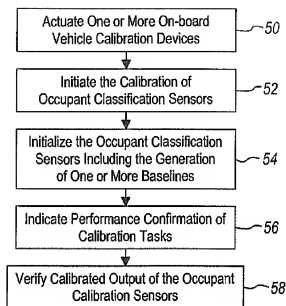 Actuate One or More On-board
Vehicle Calibration Devices
50
Initiate the Calibration of
Occupant Classification Sensors
52
Initialize the Occupant Classification
Sensors Including the Generation
of One or More Baselines
54
Indicate Performance Confirmation of
Calibration Tasks
56
Verify Calibrated Output of the Occupant
Calibration Sensors
58